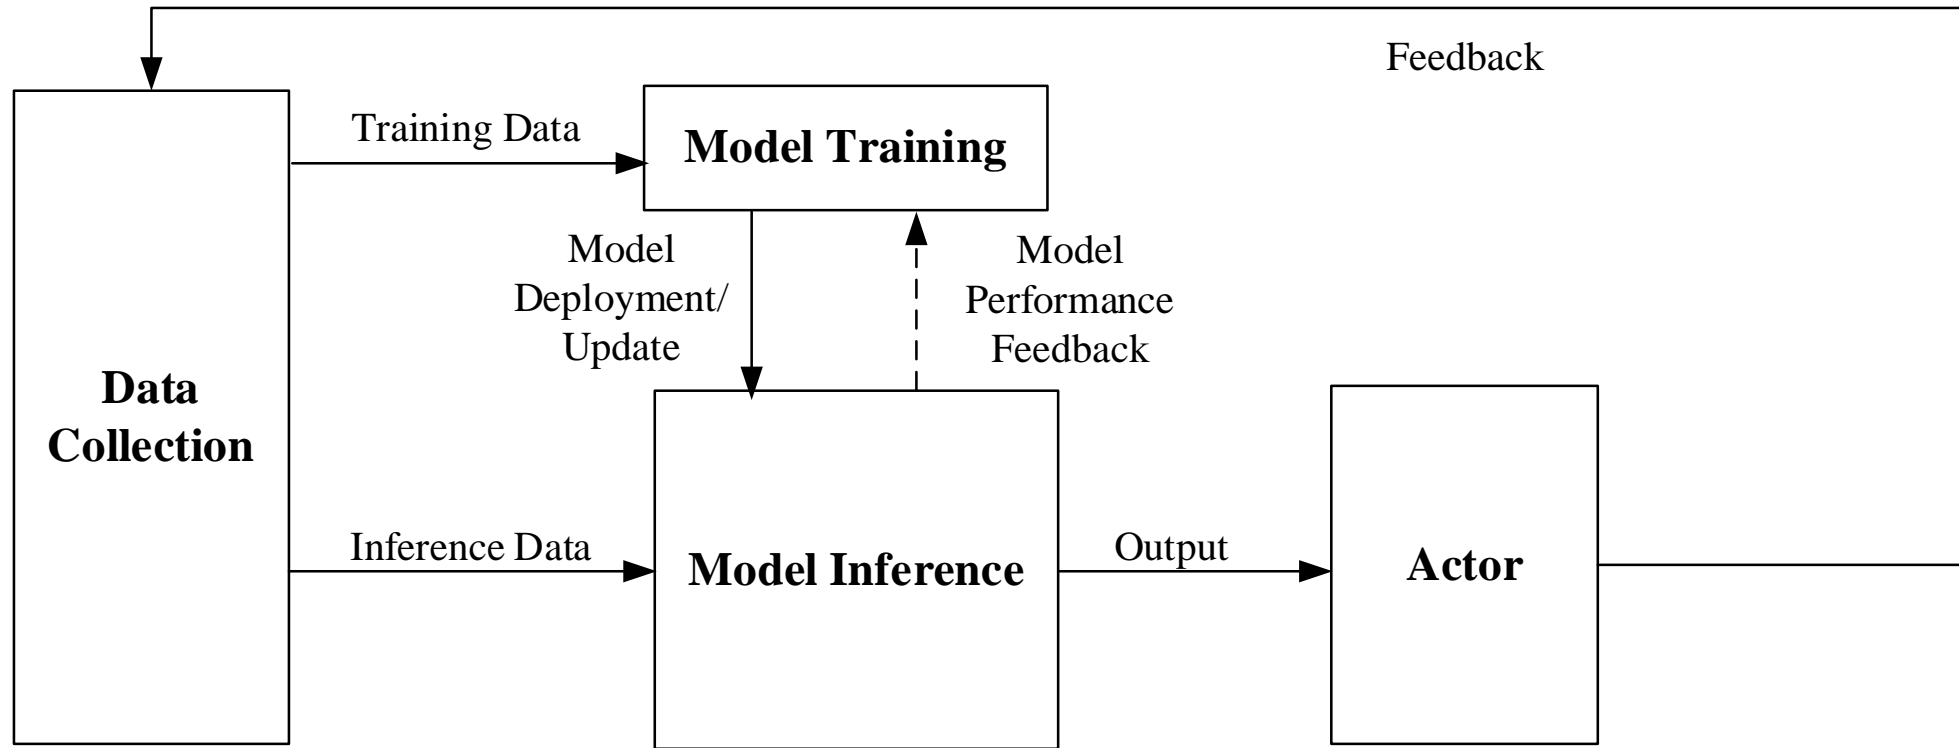 Feedback
Training Data
Model Training
Model
Deployment/
Update
Model
Performance
Feedback
Data
Collection
Inference Data
Model Inference
Output
Actor